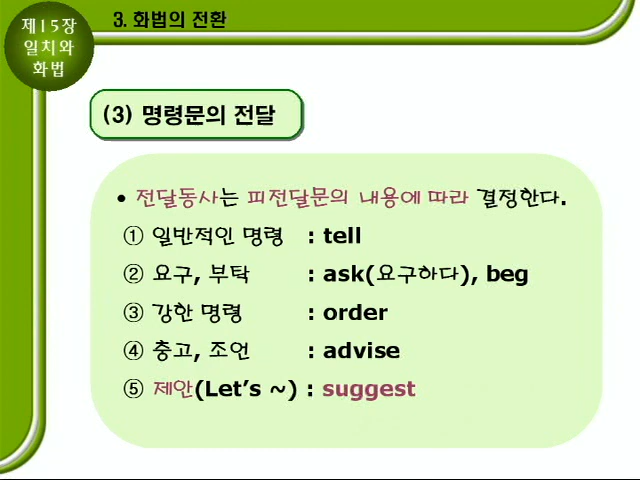 제15장
일치와
화법
3. 화법의 전환
(3) 명령문의 전달
• 전달동사는 피전달문의 내용에 따라 결정한다.
① 일반적인 명령 : tell
② 요구, 부탁 : ask(요구하다), beg
③ 강한 명령 : order
④ 충고, 조언 : advise
⑤ 제안(Let's ~) : suggest